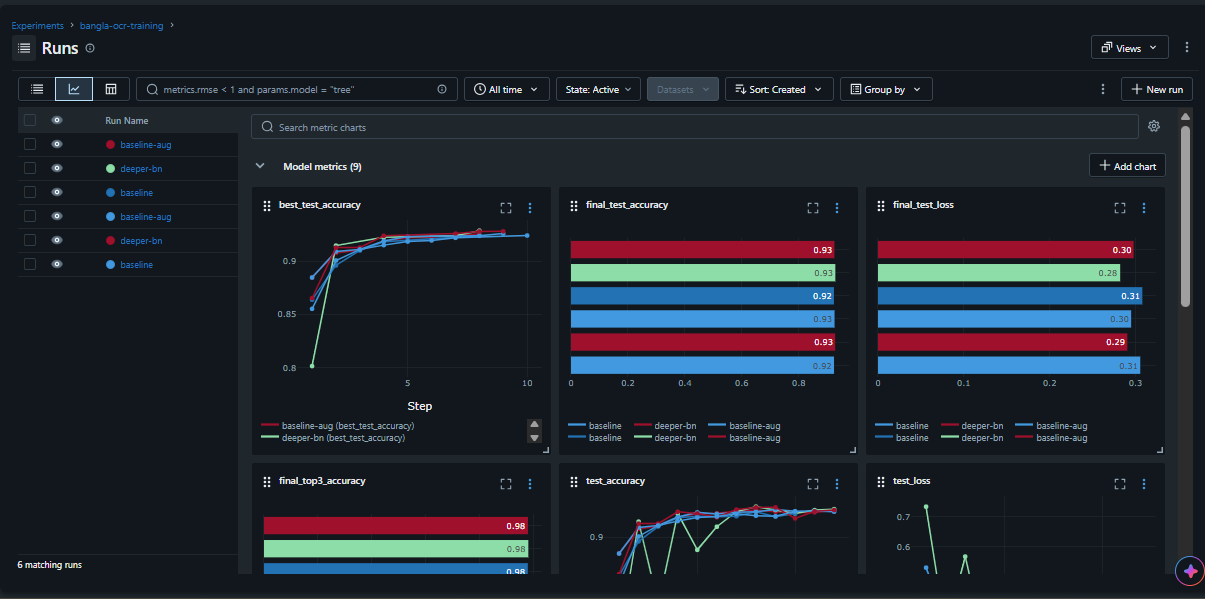 Experiments > bangla-ocr-training >
Runs
Views
metrics.rmse < 1 and params.model = "tree"
All time
State: Active
Datasets
Sort: Created
Group by
New run
Run Name
baseline-aug
deeper-bn
baseline
baseline-aug
deeper-bn
baseline
6 matching runs
Search metric charts
Model metrics (9)
Add chart
best_test_accuracy
0.9
0.85
0.8
5 10
Step
baseline-aug (best_test_accuracy)
deeper-bn (best_test_accuracy)
final_test_accuracy
0.93
0.93
0.92
0.93
0.93
0.92
0 0.2 0.4 0.6 0.8
baseline deeper-bn baseline-aug
baseline deeper-bn baseline-aug
final_test_loss
0.30
0.28
0.31
0.30
0.29
0.31
0 0.1 0.2 0.3
baseline deeper-bn baseline-aug
baseline deeper-bn baseline-aug
final_top3_accuracy
0.98
0.98
0.98
test_accuracy
0.9
test_loss
0.7
0.6